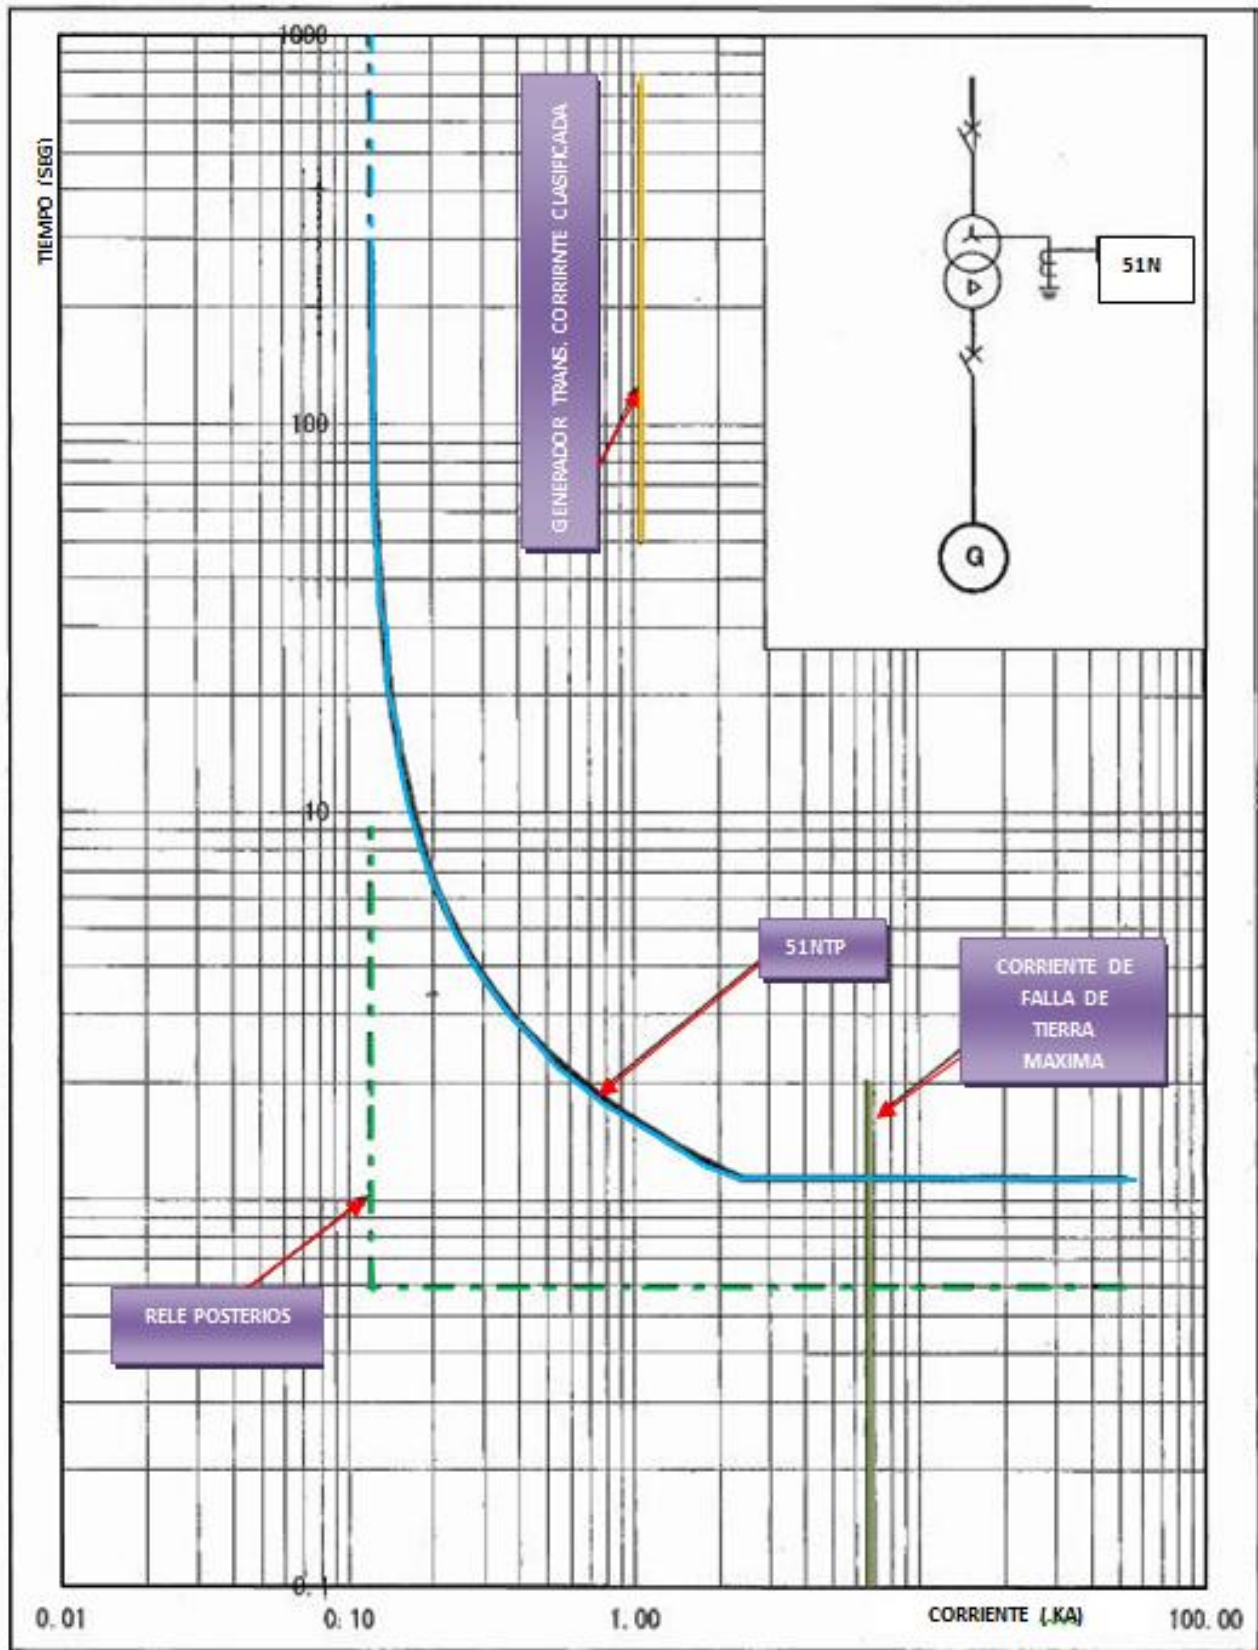 1000
TIEMPO (SEG)
GENERADOR TRANS. CORRIRNTE CLASIFICADA
51N
100
G
10
51NTP
CORRIENTE DE
FALLA DE
TIERRA
MAXIMA
RELE POSTERIOS
0.1
0.01
0.10
1.00
CORRIENTE (.KA)
100.00